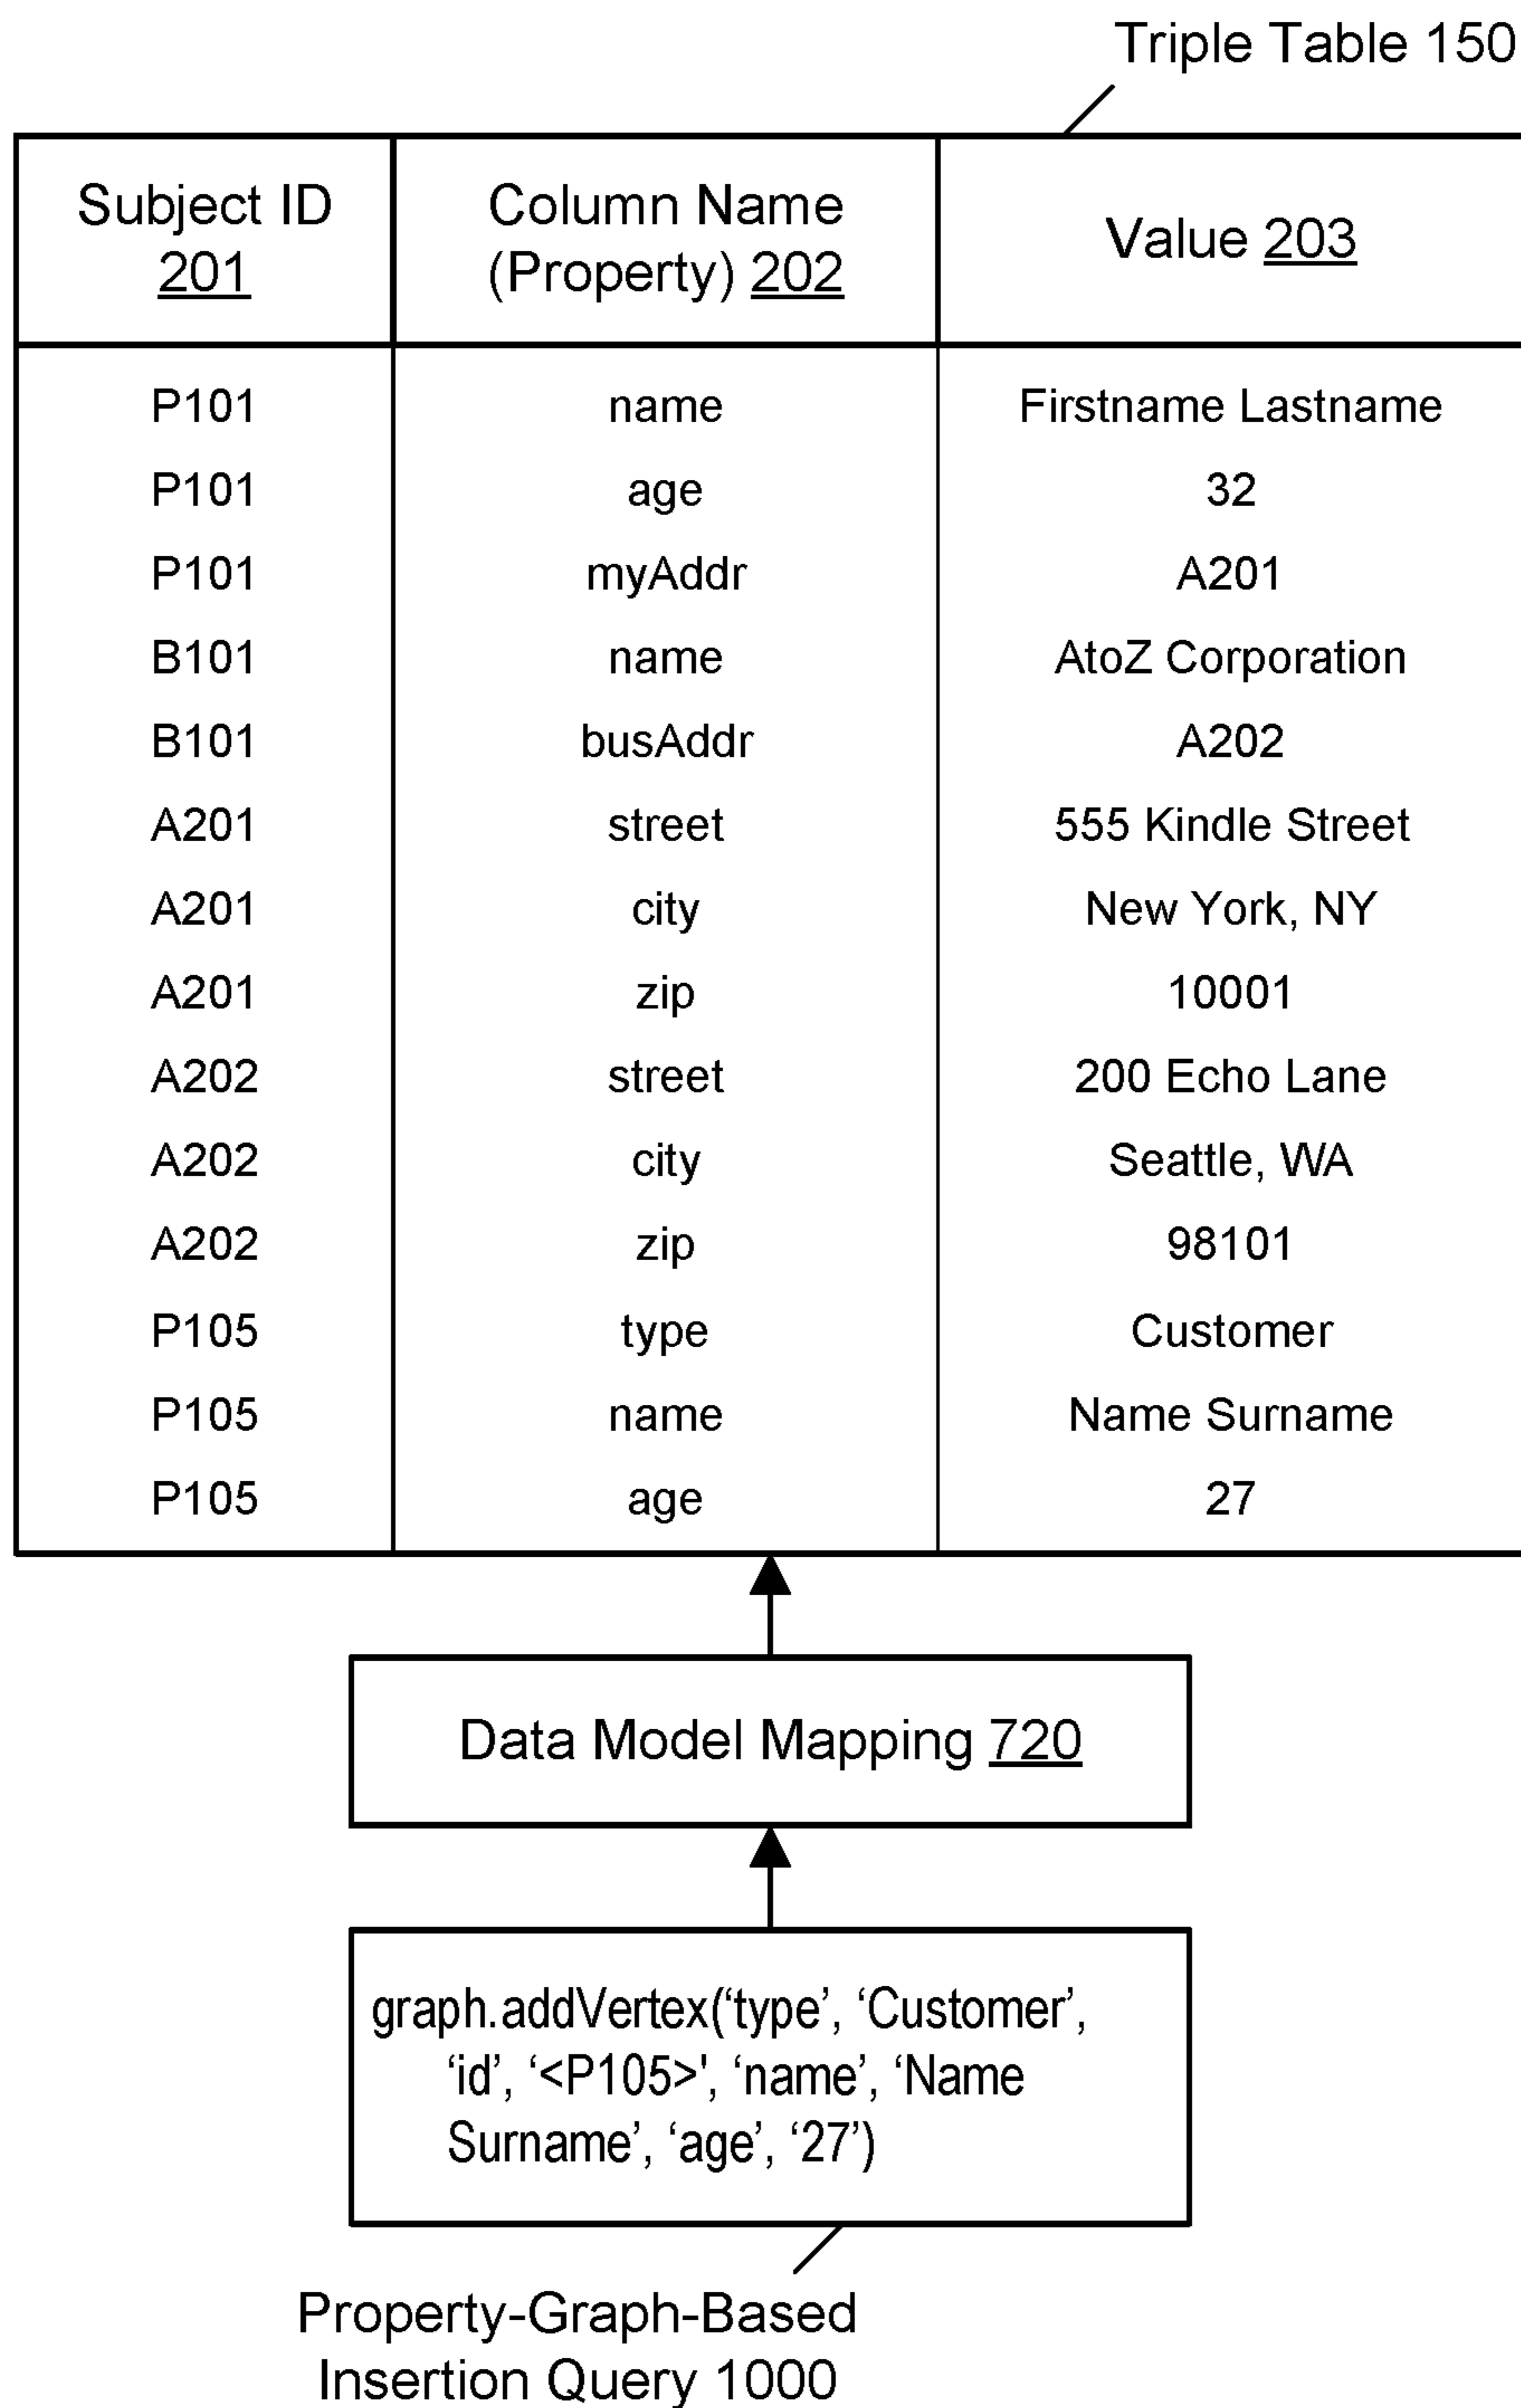 Triple Table 150
Subject ID 201 Column Name (Property) 202 Value 203
P101 name Firstname Lastname
P101 age 32
P101 myAddr A201
B101 name AtoZ Corporation
B101 busAddr A202
A201 street 555 Kindle Street
A201 city New York, NY
A201 zip 10001
A202 street 200 Echo Lane
A202 city Seattle, WA
A202 zip 98101
P105 type Customer
P105 name Name Surname
P105 age 27
Data Model Mapping 720
graph.addVertex(‘type’, ‘Customer’,
‘id’, ‘<P105>', ‘name’, ‘Name
Surname’, ‘age’, ‘27’)
Property-Graph-Based
Insertion Query 1000